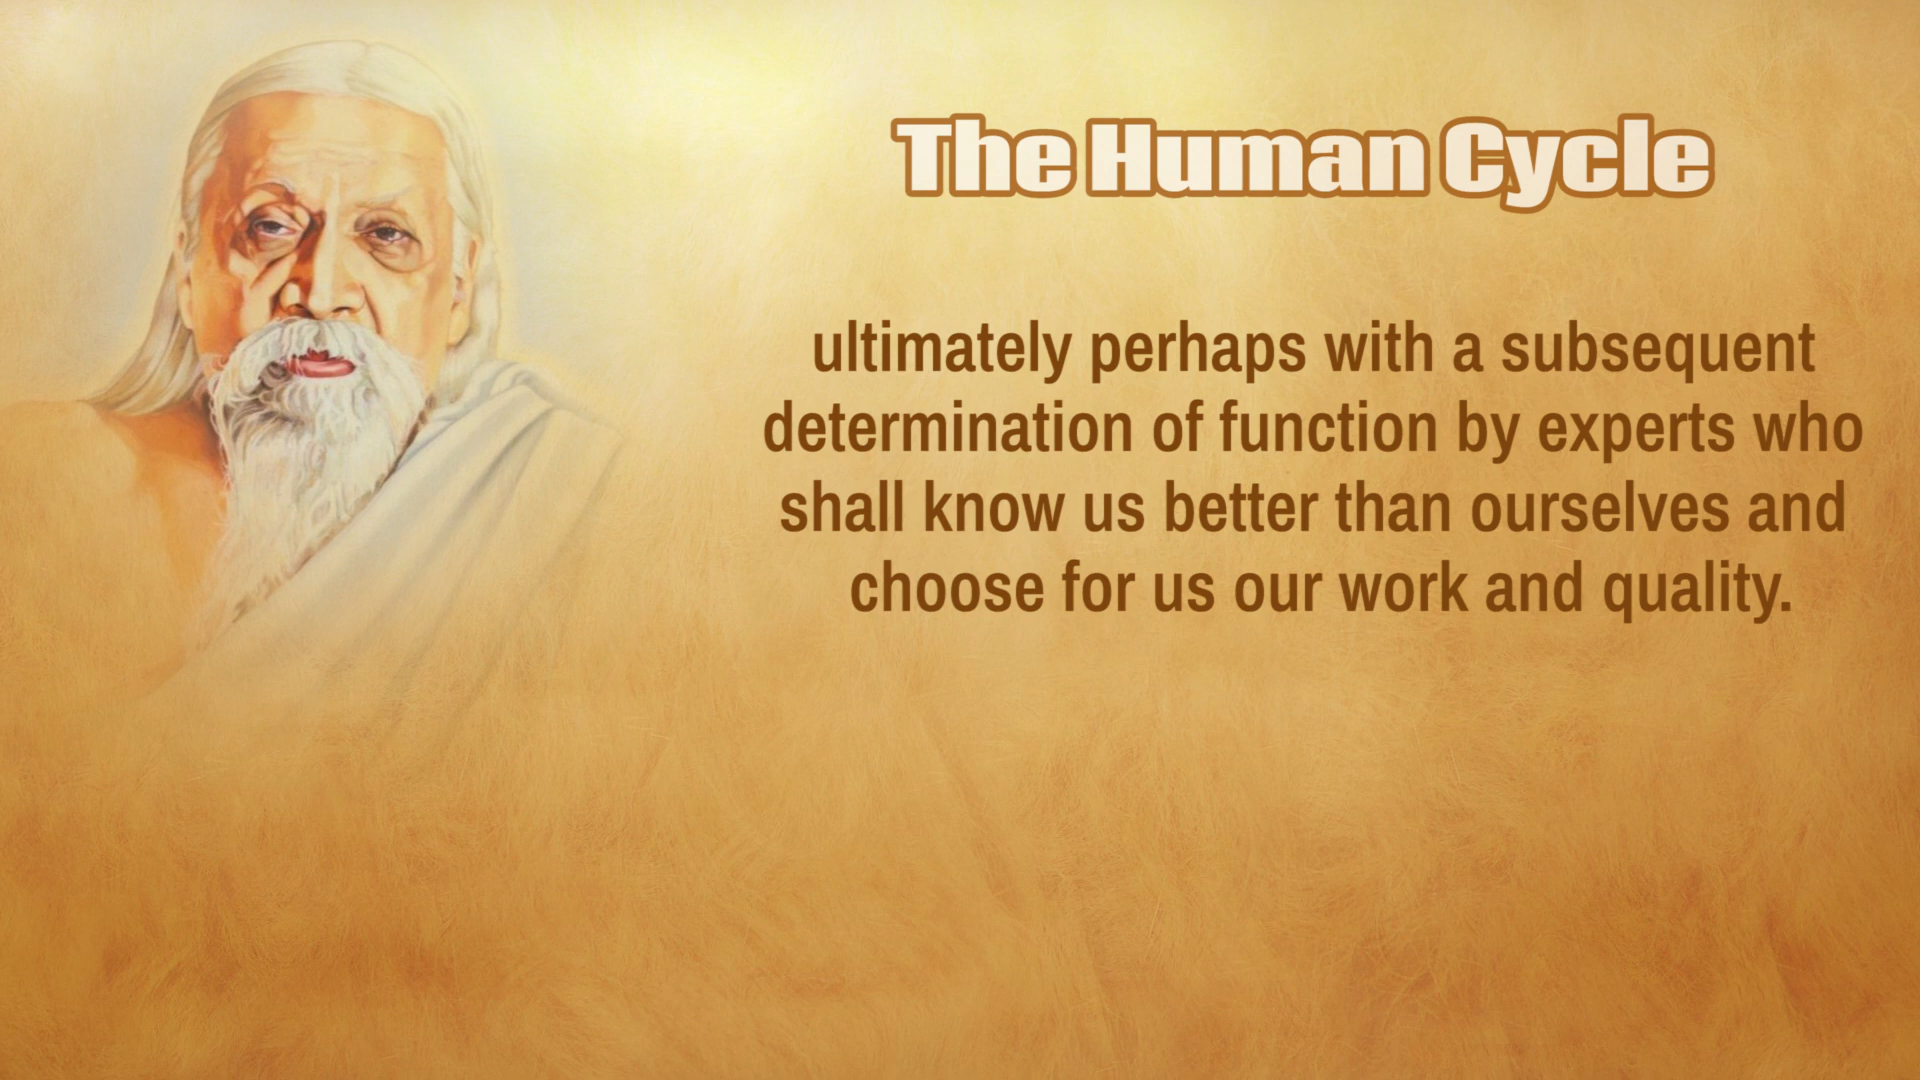 The Human Cycle
ultimately perhaps with a subsequent
determination of function by experts who
shall know us better than ourselves and
choose for us our work and quality.